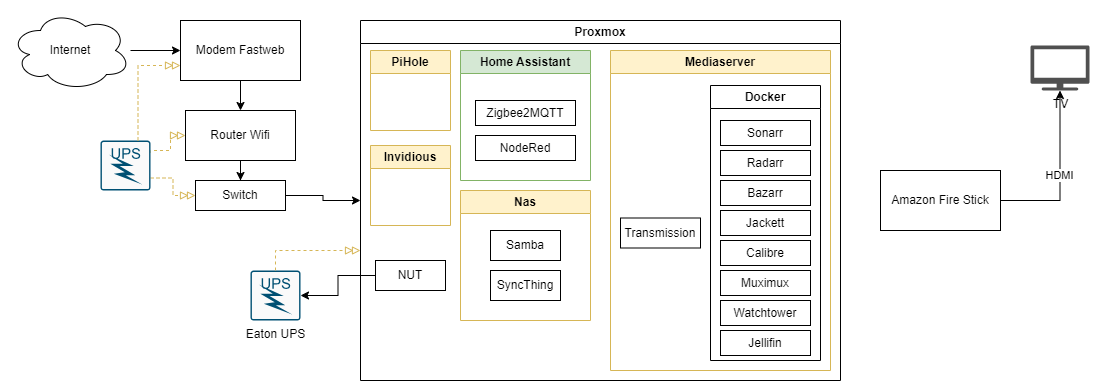 Internet
Modem Fastweb
Router Wifi
UPS
Switch
UPS
Eaton UPS
Proxmox
PiHole
Invidious
NUT
Home Assistant
Zigbee2MQTT
NodeRed
Nas
Samba
SyncThing
Mediaserver
Transmission
Docker
Sonarr
Radarr
Bazarr
Jackett
Calibre
Muximux
Watchtower
Jellifin
Amazon Fire Stick
HDMI
TV